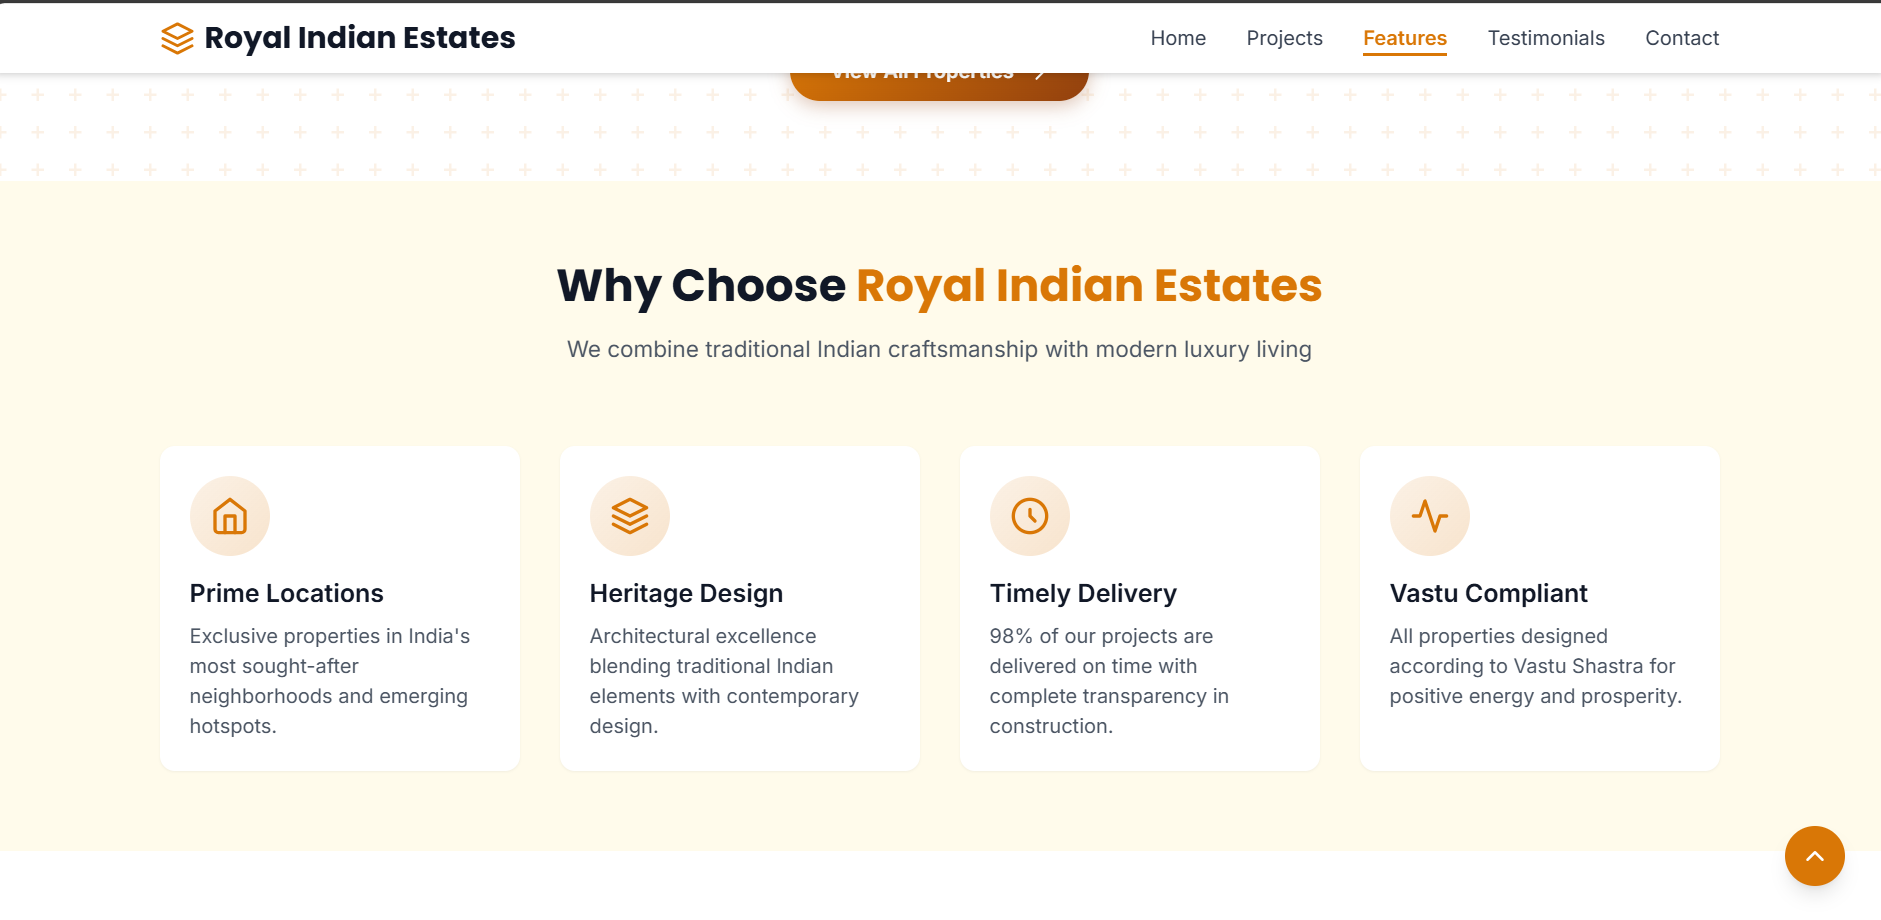 Royal Indian Estates
Home
Projects
Features
Testimonials
Contact
View All Properties
Why Choose Royal Indian Estates
We combine traditional Indian craftsmanship with modern luxury living
Prime Locations
Exclusive properties in India's
most sought-after
neighborhoods and emerging
hotspots.
Heritage Design
Architectural excellence
blending traditional Indian
elements with contemporary
design.
Timely Delivery
98% of our projects are
delivered on time with
complete transparency in
construction.
Vastu Compliant
All properties designed
according to Vastu Shastra for
positive energy and prosperity.